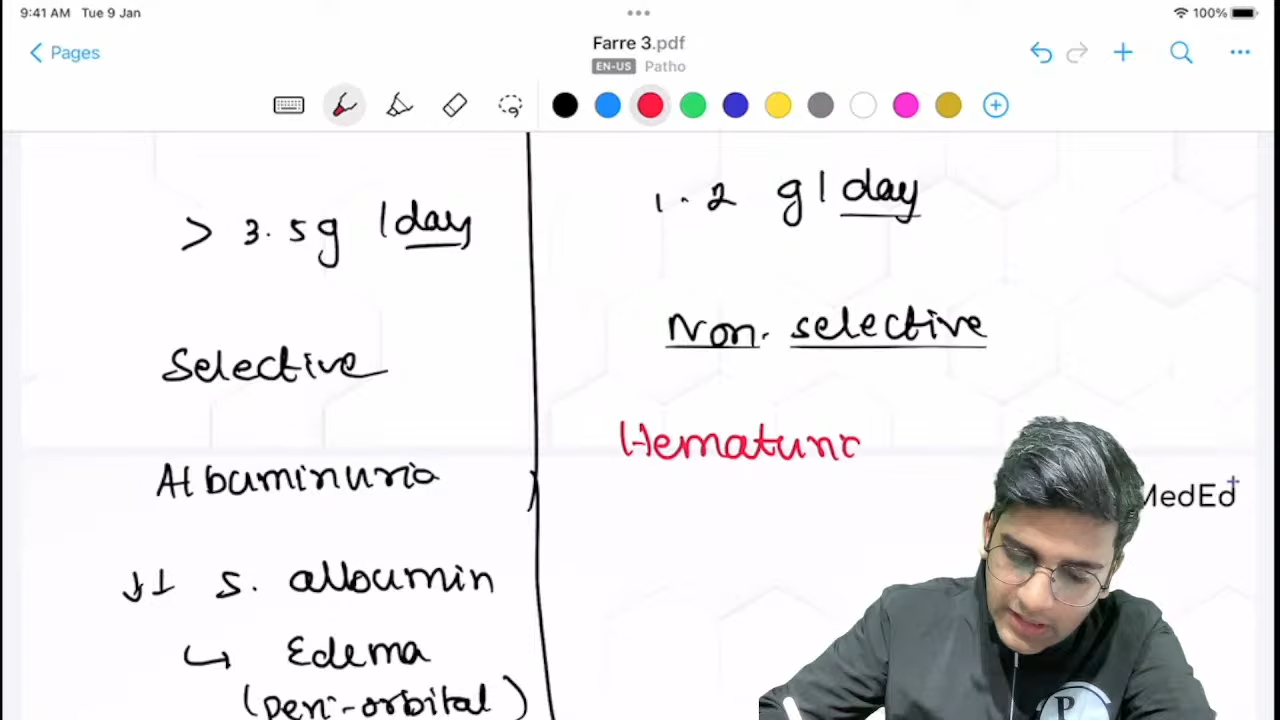 9:41 AM Tue 9 Jan
100%
Pages
Farre 3.pdf
EN-US Patho
> 3.5g / day
Selective
Albuminuria
↓↓ S. albumin
↳ Edema
(peri-orbital)
1.2 g / day
Non. selective
Hematuria
MedEd+
P